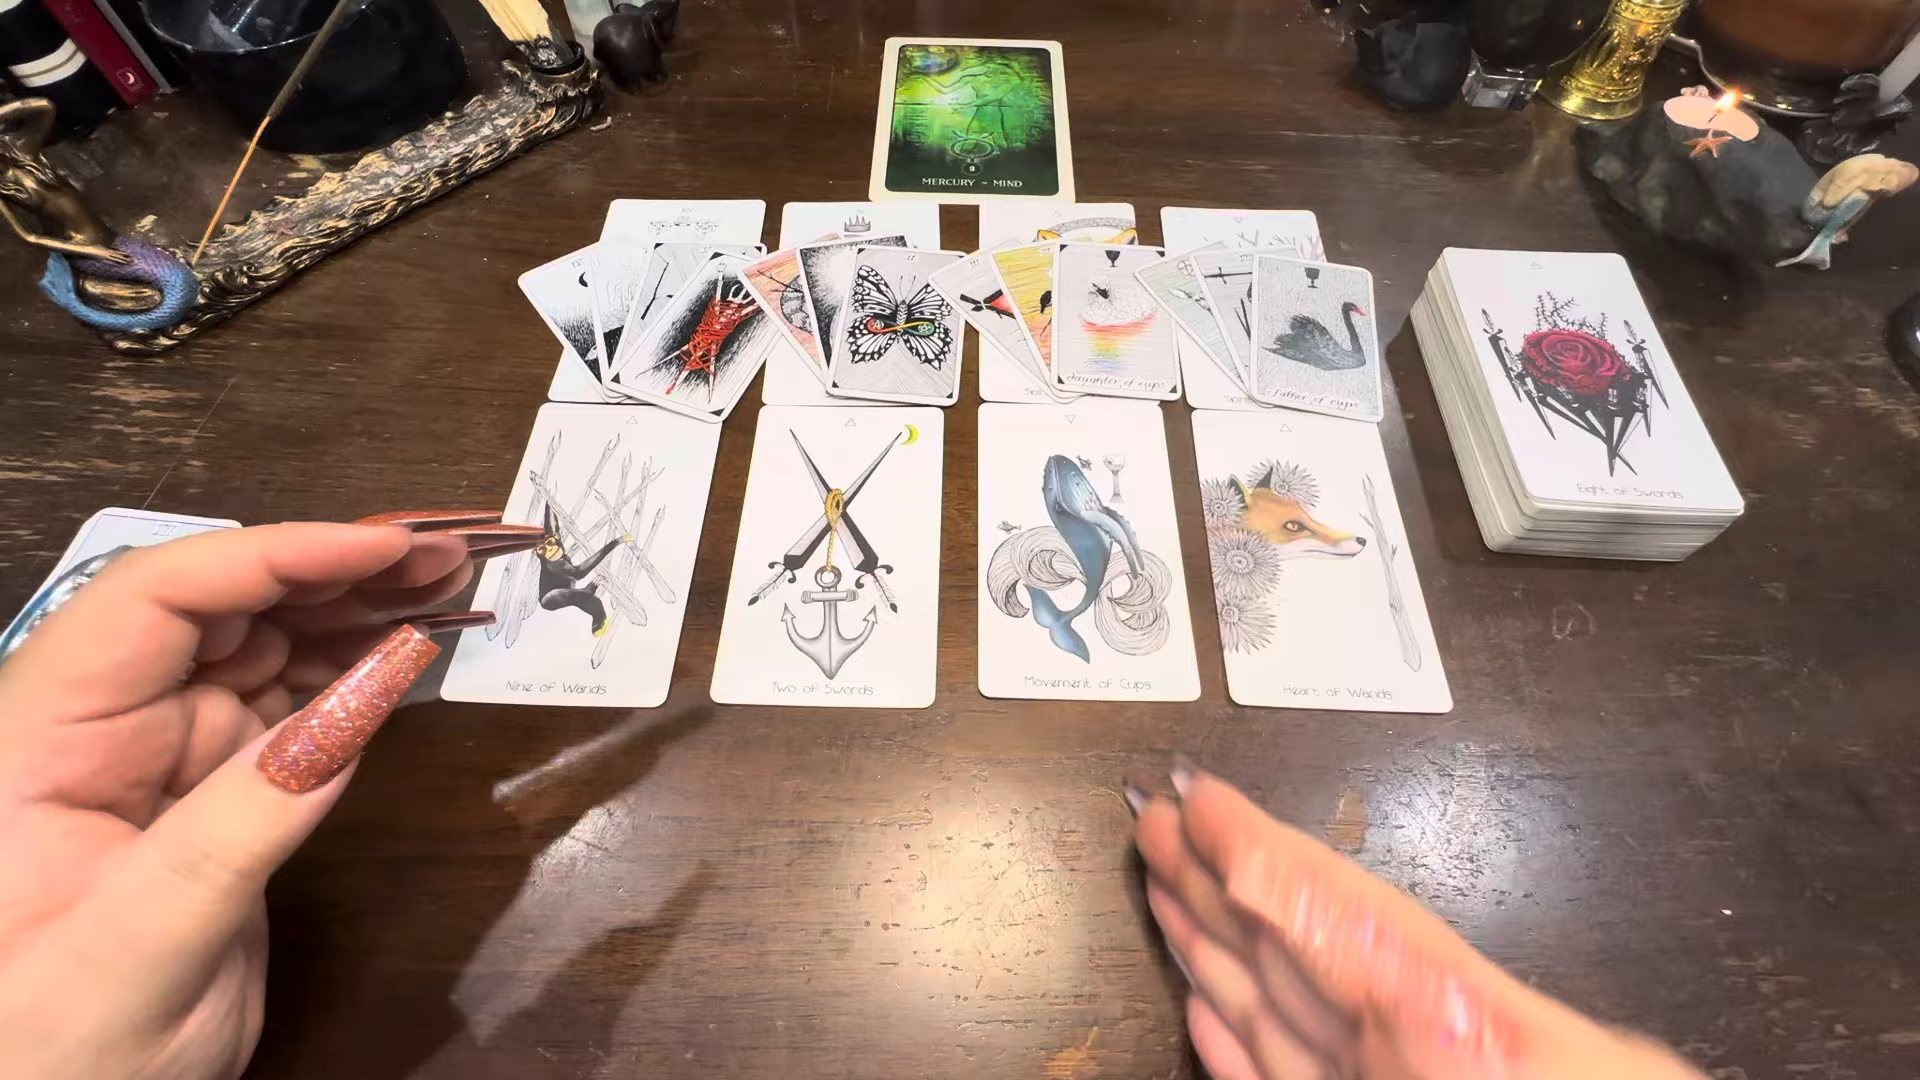 MERCURY ~ MIND
daughter of cups
father of cups
Eight of Swords
Nine of Wands
Two of Swords
Movement of Cups
Heart of Wands